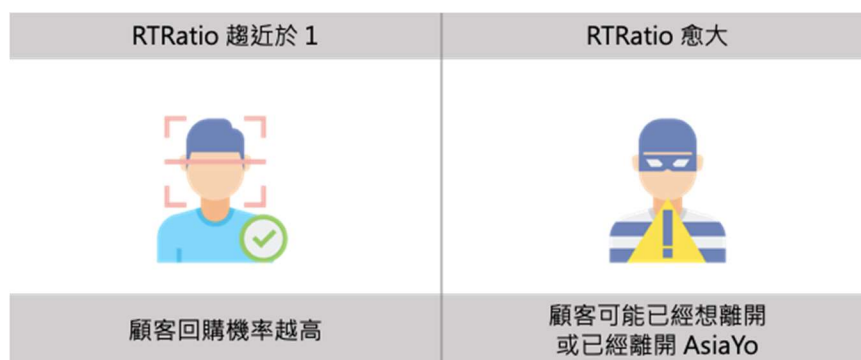 RTRatio 趨近於 1
RTRatio 愈大
顧客回購機率越高
顧客可能已經想離開
或已經離開 AsiaYo